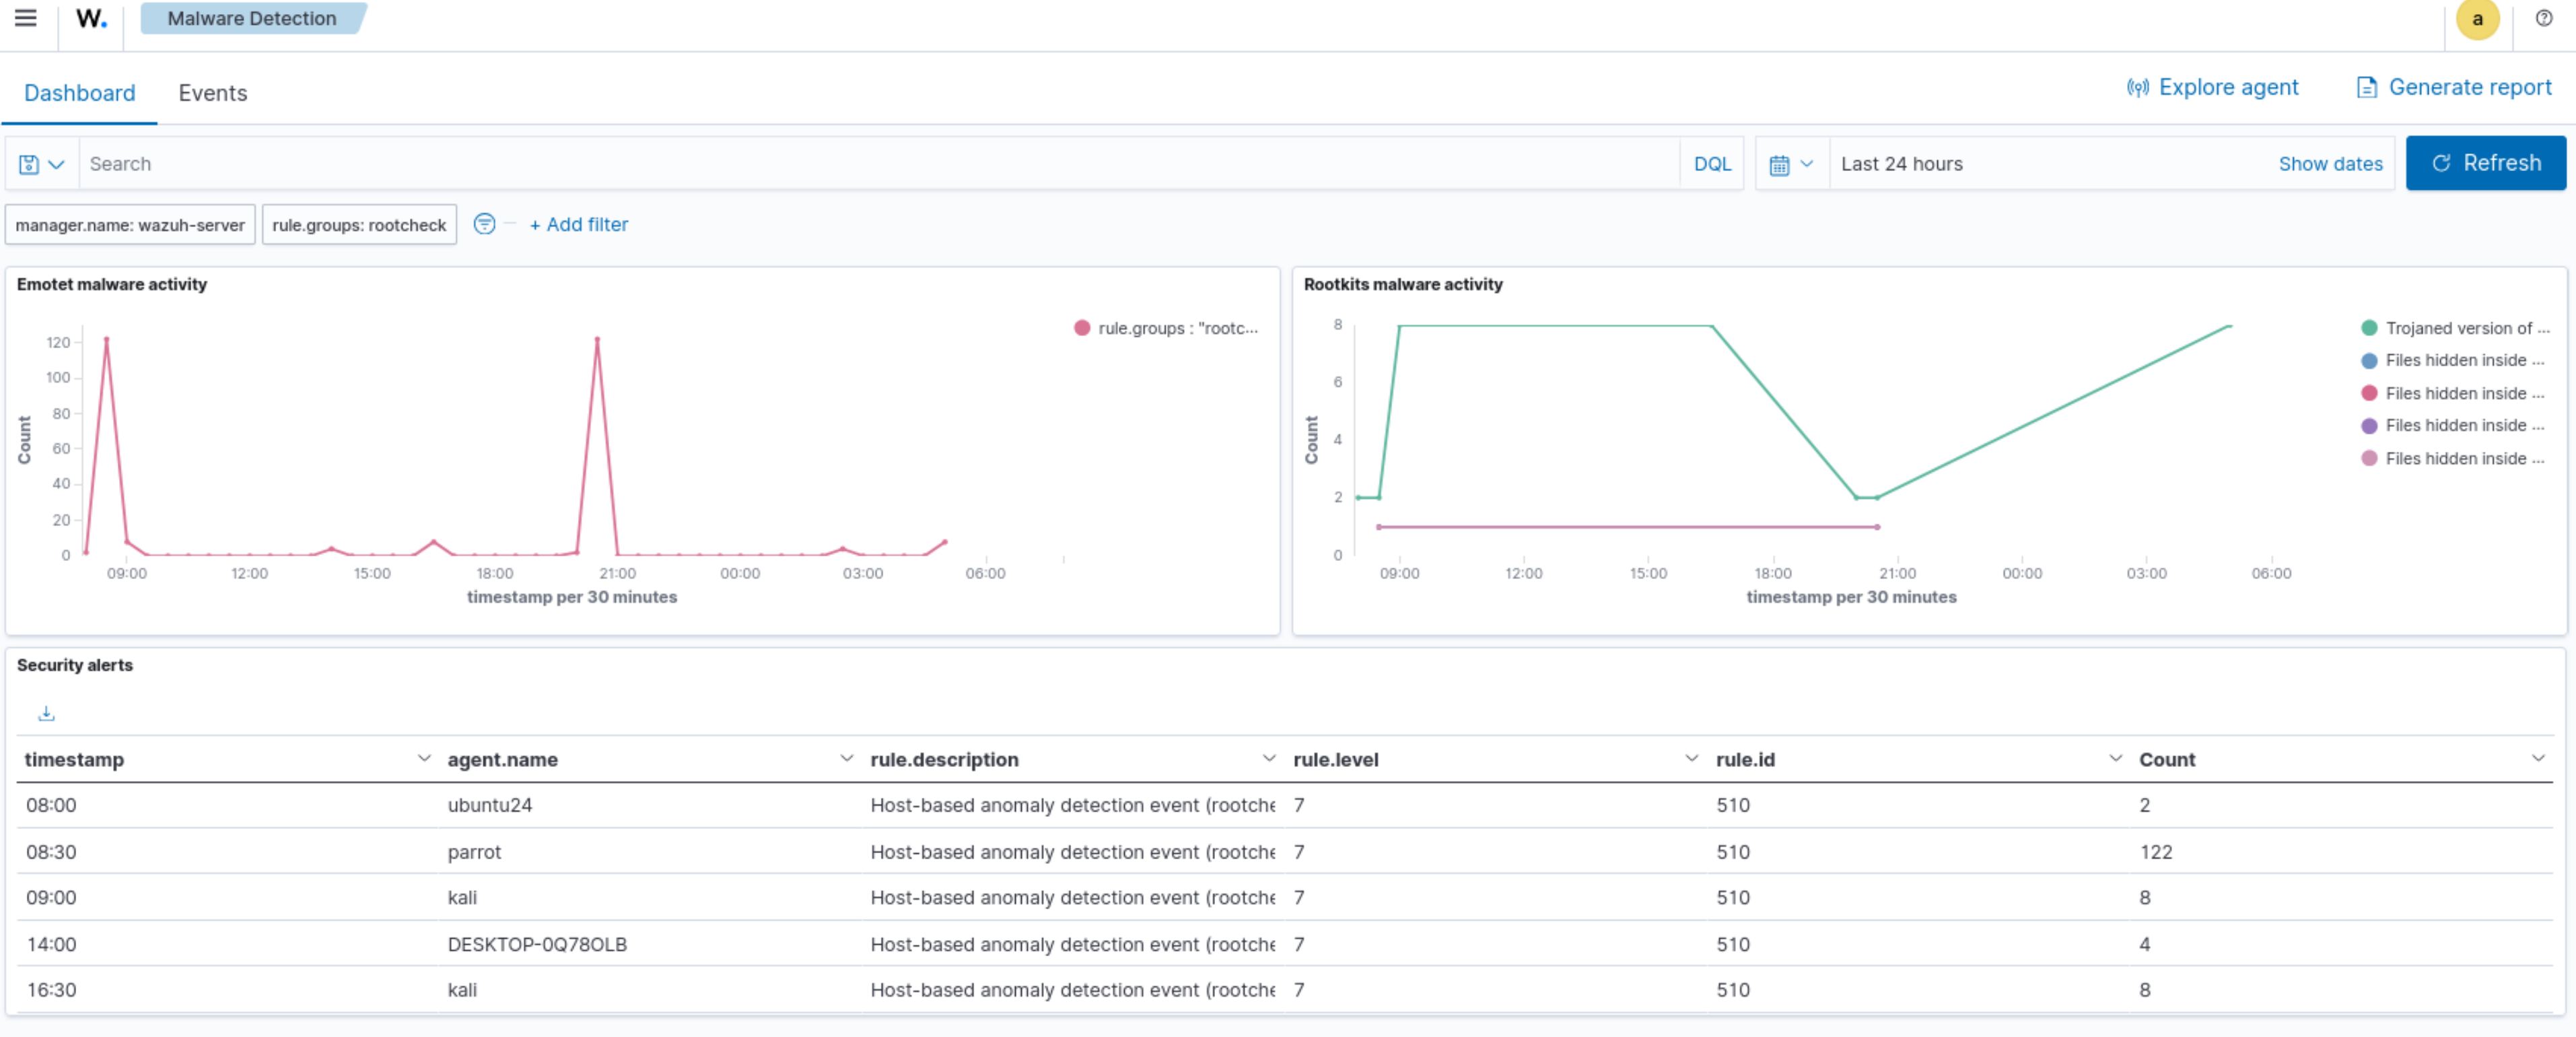 W. Malware Detection a
Dashboard Events Explore agent Generate report
Search DQL Last 24 hours Show dates Refresh
manager.name: wazuh-server rule.groups: rootcheck + Add filter
Emotet malware activity
120
100
80
60
40
20
0
Count
09:00 12:00 15:00 18:00 21:00 00:00 03:00 06:00
timestamp per 30 minutes
rule.groups : "rootc...
Rootkits malware activity
8
6
4
2
0
Count
09:00 12:00 15:00 18:00 21:00 00:00 03:00 06:00
timestamp per 30 minutes
Trojaned version of ...
Files hidden inside ...
Files hidden inside ...
Files hidden inside ...
Files hidden inside ...
Security alerts
timestamp agent.name rule.description rule.level rule.id Count
08:00 ubuntu24 Host-based anomaly detection event (rootche 7 510 2
08:30 parrot Host-based anomaly detection event (rootche 7 510 122
09:00 kali Host-based anomaly detection event (rootche 7 510 8
14:00 DESKTOP-0Q78OLB Host-based anomaly detection event (rootche 7 510 4
16:30 kali Host-based anomaly detection event (rootche 7 510 8